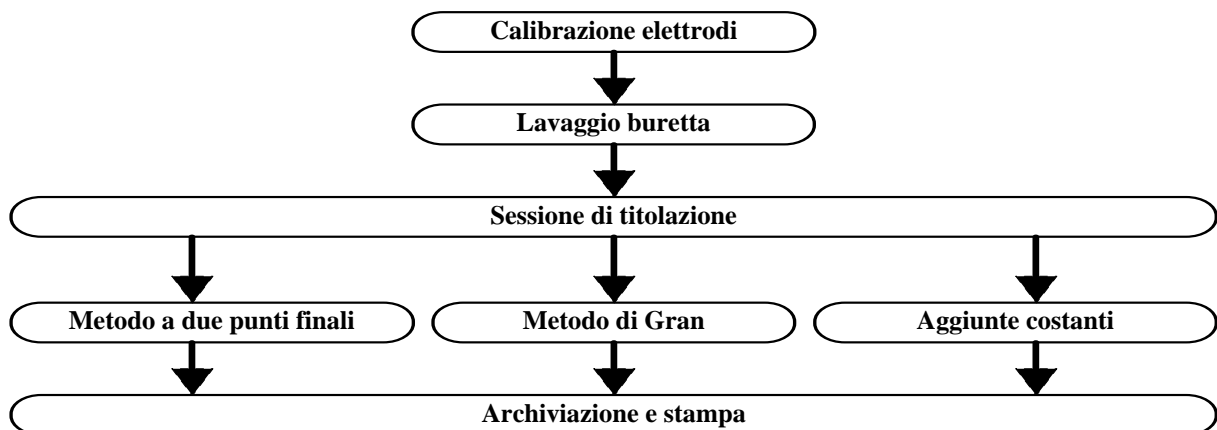 Calibrazione elettrodi
Lavaggio buretta
Sessione di titolazione
Metodo a due punti finali
Metodo di Gran
Aggiunte costanti
Archiviazione e stampa